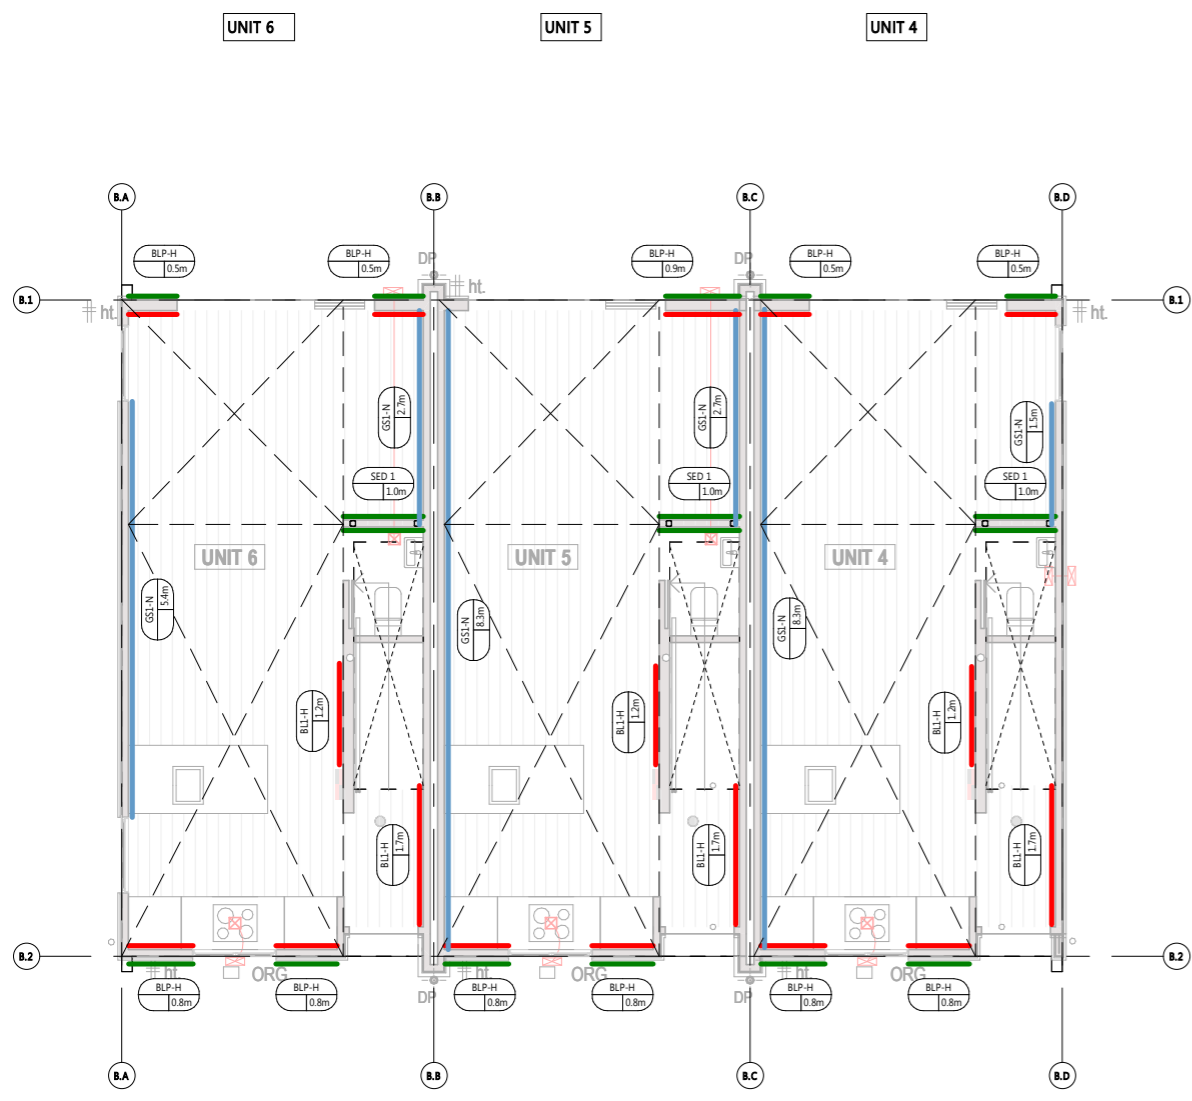 UNIT 6
UNIT 5
UNIT 4
B.A
B.B
B.C
B.D
BLP-H
0.5m
BLP-H
0.5m
BLP-H
0.9m
BLP-H
0.5m
BLP-H
0.5m
DP
DP
B.1
B.1
ht.
ht.
ht.
GS1-N
2.7m
GS1-N
2.7m
GS1-N
1.5m
SED 1
1.0m
SED 1
1.0m
SED 1
1.0m
UNIT 6
UNIT 5
UNIT 4
GS1-N
5.4m
GS1-N
8.3m
GS1-N
8.3m
BL1-H
1.2m
BL1-H
1.2m
BL1-H
1.2m
BL1-H
1.7m
BL1-H
1.7m
BL1-H
1.7m
B.2
B.2
ht.
ORG
ht.
ORG
ht.
ORG
BLP-H
0.8m
BLP-H
0.8m
BLP-H
0.8m
BLP-H
0.8m
BLP-H
0.8m
BLP-H
0.8m
DP
DP
B.A
B.B
B.C
B.D